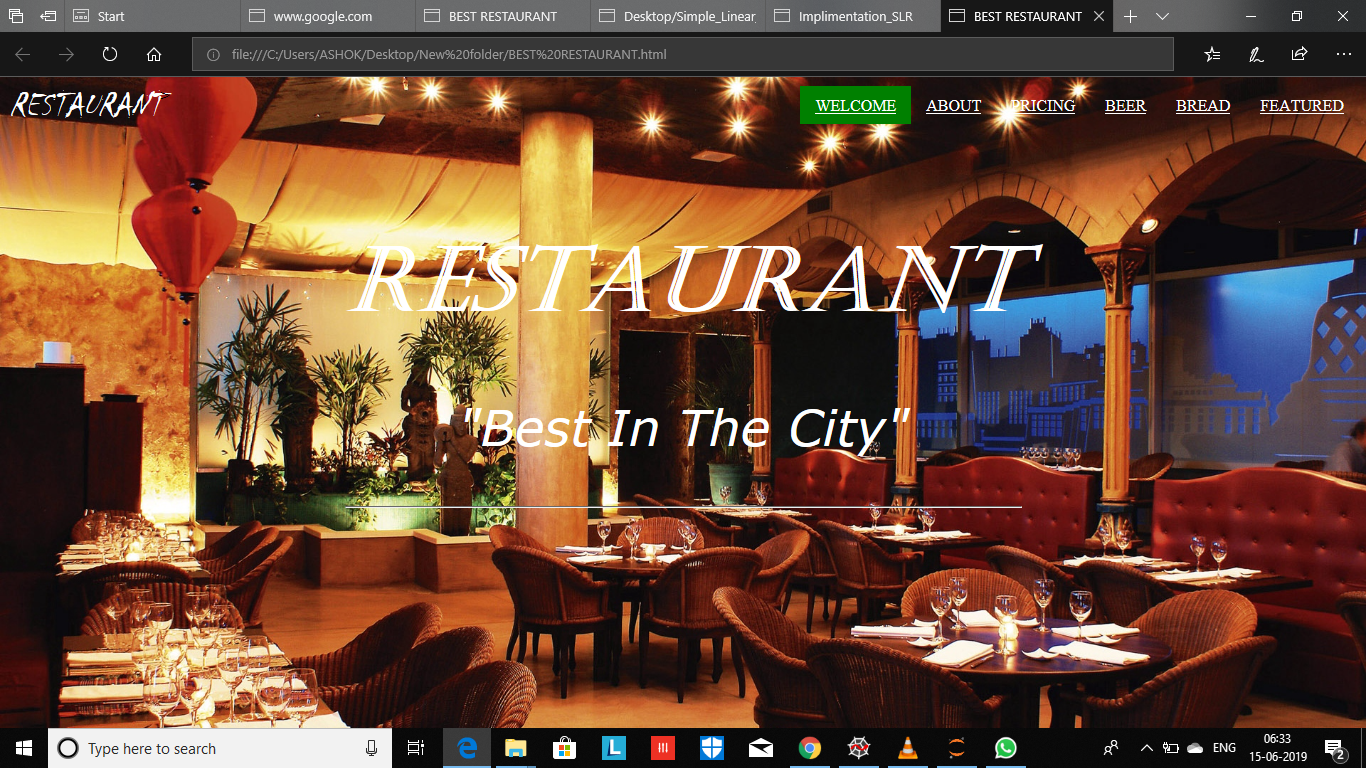 Start
www.google.com
BEST RESTAURANT
Desktop/Simple_Linear
Implimentation_SLR
BEST RESTAURANT
file:///C:/Users/ASHOK/Desktop/New%20folder/BEST%20RESTAURANT.html
RESTAURANT
WELCOME ABOUT PRICING BEER BREAD FEATURED
RESTAURANT
"Best In The City"
Type here to search
L
ENG
06:33
15-06-2019
2